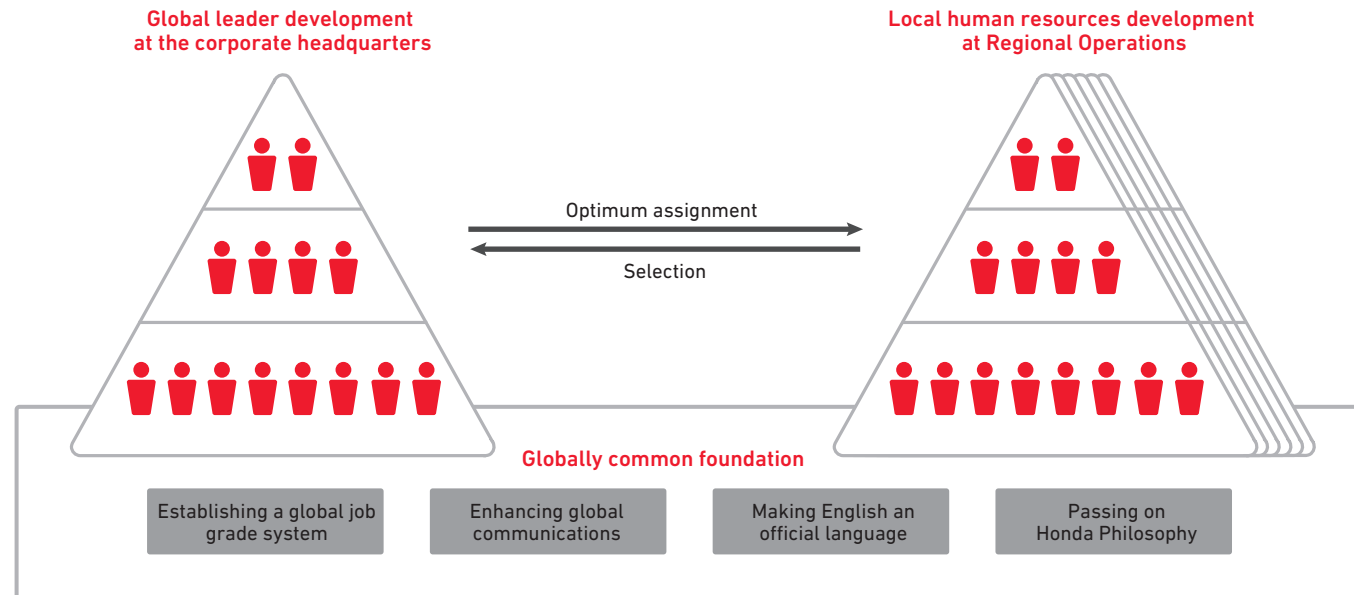 Global leader development
at the corporate headquarters
Local human resources development
at Regional Operations
Optimum assignment
Selection
Globally common foundation
Establishing a global job
grade system
Enhancing global
communications
Making English an
official language
Passing on
Honda Philosophy